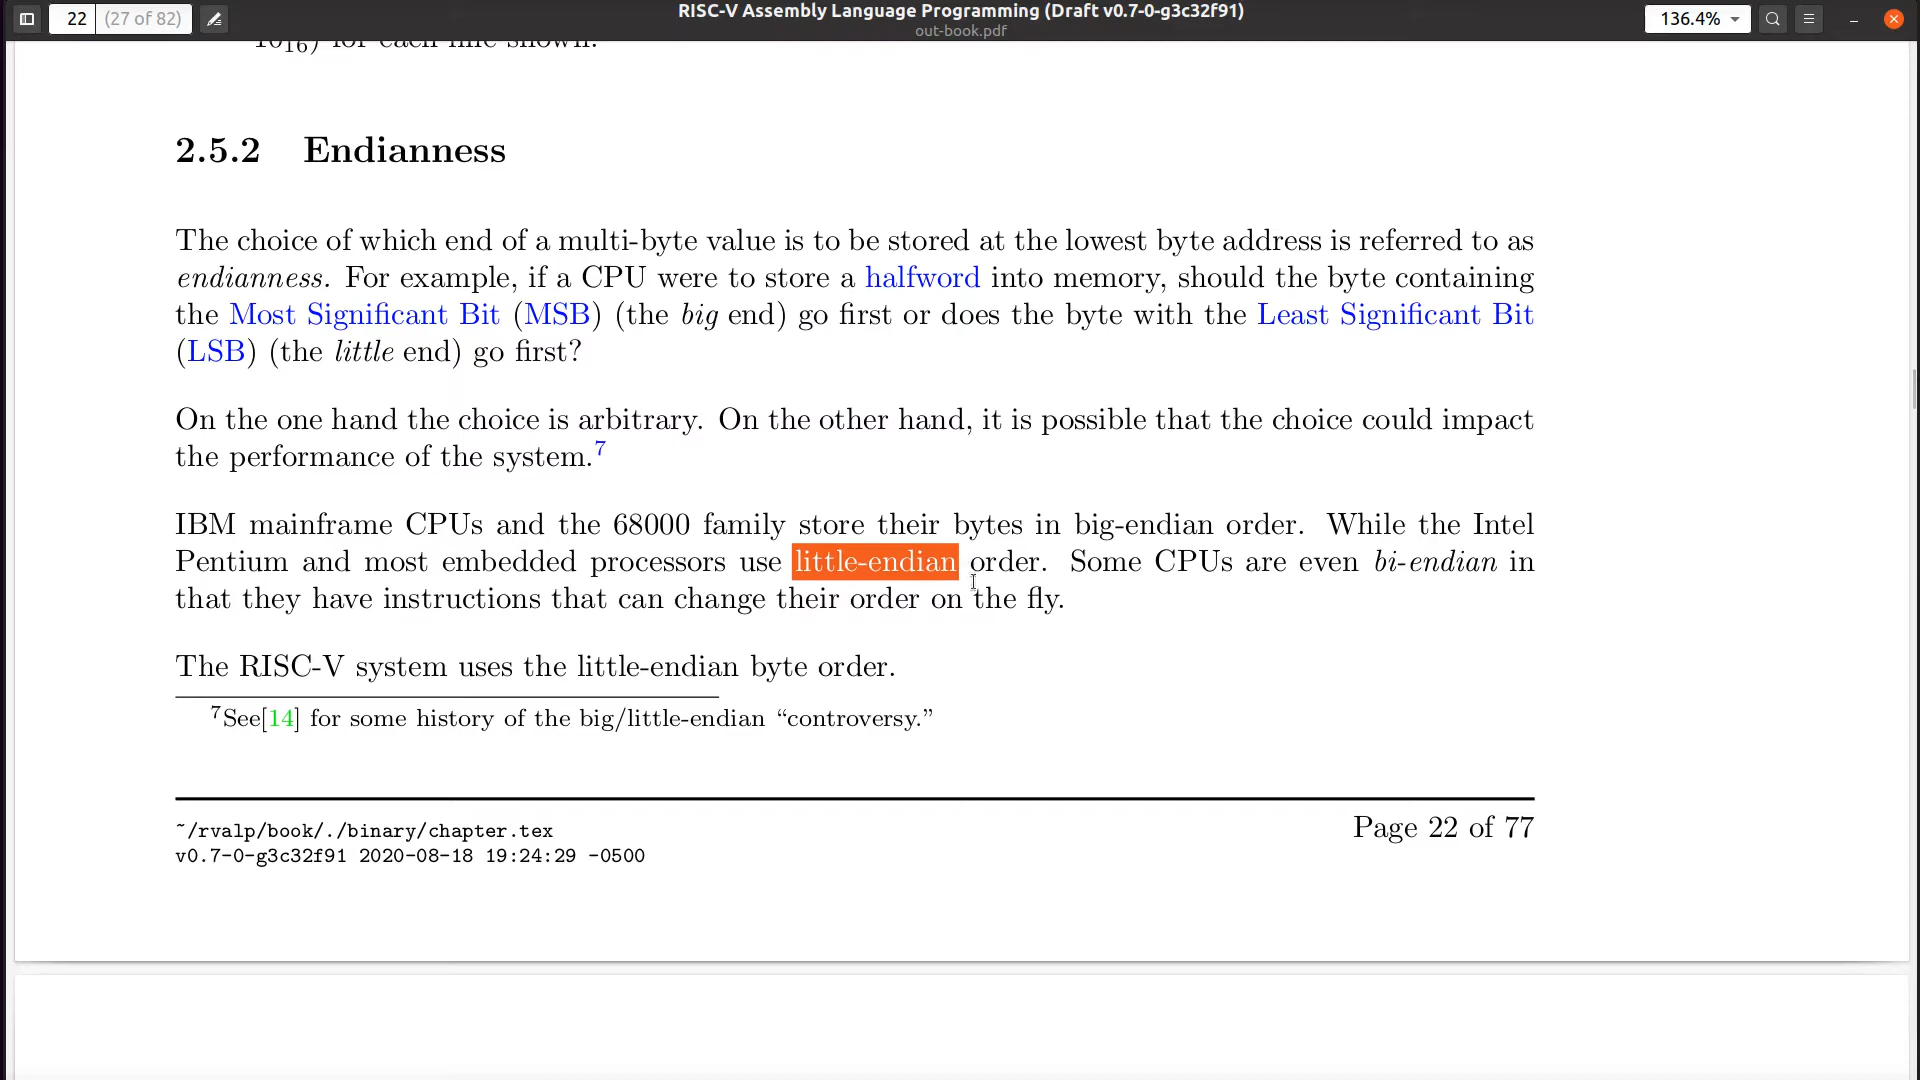 22 (27 of 82)
RISC-V Assembly Language Programming (Draft v0.7-0-g3c32f91)
out-book.pdf
136.4%
10₁₆) for each line shown.
2.5.2 Endianness
The choice of which end of a multi-byte value is to be stored at the lowest byte address is referred to as
endianness. For example, if a CPU were to store a halfword into memory, should the byte containing
the Most Significant Bit (MSB) (the big end) go first or does the byte with the Least Significant Bit
(LSB) (the little end) go first?
On the one hand the choice is arbitrary. On the other hand, it is possible that the choice could impact
the performance of the system.⁷
IBM mainframe CPUs and the 68000 family store their bytes in big-endian order. While the Intel
Pentium and most embedded processors use little-endian order. Some CPUs are even bi-endian in
that they have instructions that can change their order on the fly.
The RISC-V system uses the little-endian byte order.
⁷See[14] for some history of the big/little-endian “controversy.”
~/rvalp/book/./binary/chapter.tex
v0.7-0-g3c32f91 2020-08-18 19:24:29 -0500
Page 22 of 77